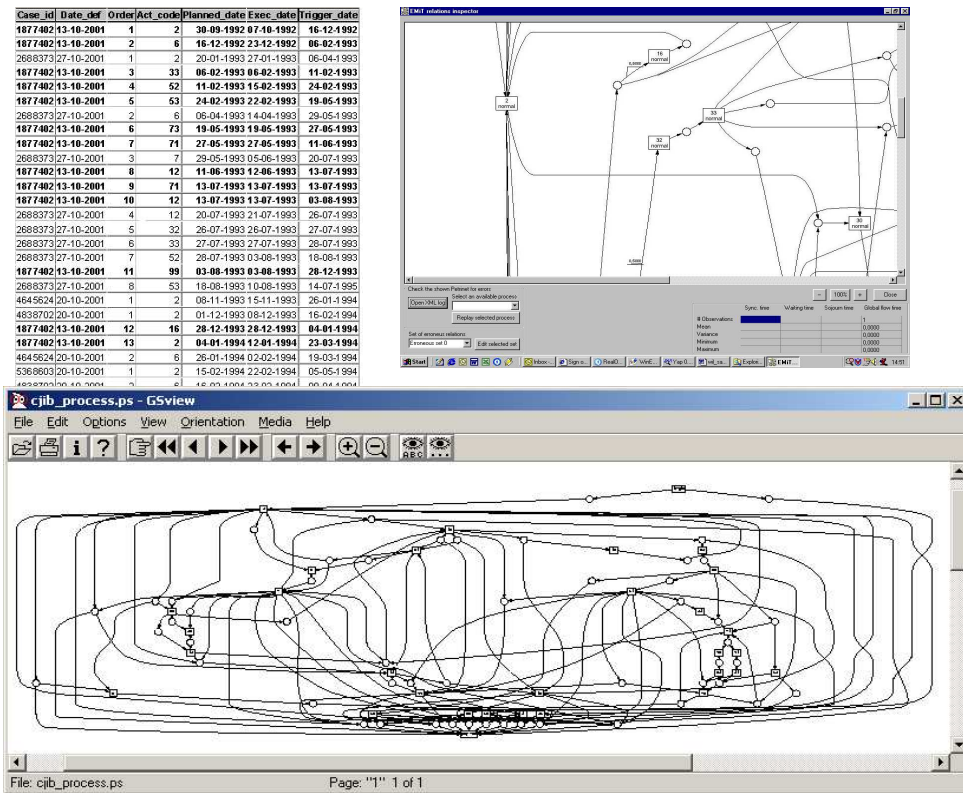 Case_id Date_def Order Act_code Planned_date Exec_date Trigger_date
1877402 13-10-2001 1 2 30-09-1992 07-10-1992 16-12-1992
1877402 13-10-2001 2 6 16-12-1992 23-12-1992 06-02-1993
2688373 27-10-2001 1 2 20-01-1993 27-01-1993 06-04-1993
1877402 13-10-2001 3 33 06-02-1993 06-02-1993 11-02-1993
1877402 13-10-2001 4 52 11-02-1993 15-02-1993 24-02-1993
1877402 13-10-2001 5 53 24-02-1993 22-02-1993 19-05-1993
2688373 27-10-2001 2 6 06-04-1993 14-04-1993 29-05-1993
1877402 13-10-2001 6 73 19-05-1993 19-05-1993 27-05-1993
1877402 13-10-2001 7 71 27-05-1993 27-05-1993 11-06-1993
2688373 27-10-2001 3 7 29-05-1993 05-06-1993 20-07-1993
1877402 13-10-2001 8 12 11-06-1993 12-06-1993 13-07-1993
1877402 13-10-2001 9 71 13-07-1993 13-07-1993 13-07-1993
1877402 13-10-2001 10 12 13-07-1993 13-07-1993 03-08-1993
2688373 27-10-2001 4 12 20-07-1993 21-07-1993 26-07-1993
2688373 27-10-2001 5 32 26-07-1993 26-07-1993 27-07-1993
2688373 27-10-2001 6 33 27-07-1993 27-07-1993 28-07-1993
2688373 27-10-2001 7 52 28-07-1993 03-08-1993 18-08-1993
1877402 13-10-2001 11 99 03-08-1993 03-08-1993 28-12-1993
2688373 27-10-2001 8 53 18-08-1993 10-08-1993 14-07-1995
4645624 20-10-2001 1 2 08-11-1993 15-11-1993 26-01-1994
4838702 20-10-2001 1 2 01-12-1993 08-12-1993 16-02-1994
1877402 13-10-2001 12 16 28-12-1993 28-12-1993 04-01-1994
1877402 13-10-2001 13 2 04-01-1994 12-01-1994 23-03-1994
4645624 20-10-2001 2 6 26-01-1994 02-02-1994 19-03-1994
5368603 20-10-2001 1 2 15-02-1994 22-02-1994 05-05-1994
EMiT relations inspector
16
normal
2
normal
33
normal
32
normal
30
normal
Check the shown Petrinet for errors
Open XML log
Select an available process
Replay selected process
Set of erroneous relations
Erroneous set 0
Edit selected set
- 100% + Close
Sync. time Waiting time Sojourn time Global flow time
# Observations 1
Mean 0,0000
Variance 0,0000
Minimum 0,0000
Maximum 0,0000
Start Inbox - EMiT... 14:51
cjib_process.ps - GSview
File Edit Options View Orientation Media Help
File: cjib_process.ps Page: "1" 1 of 1